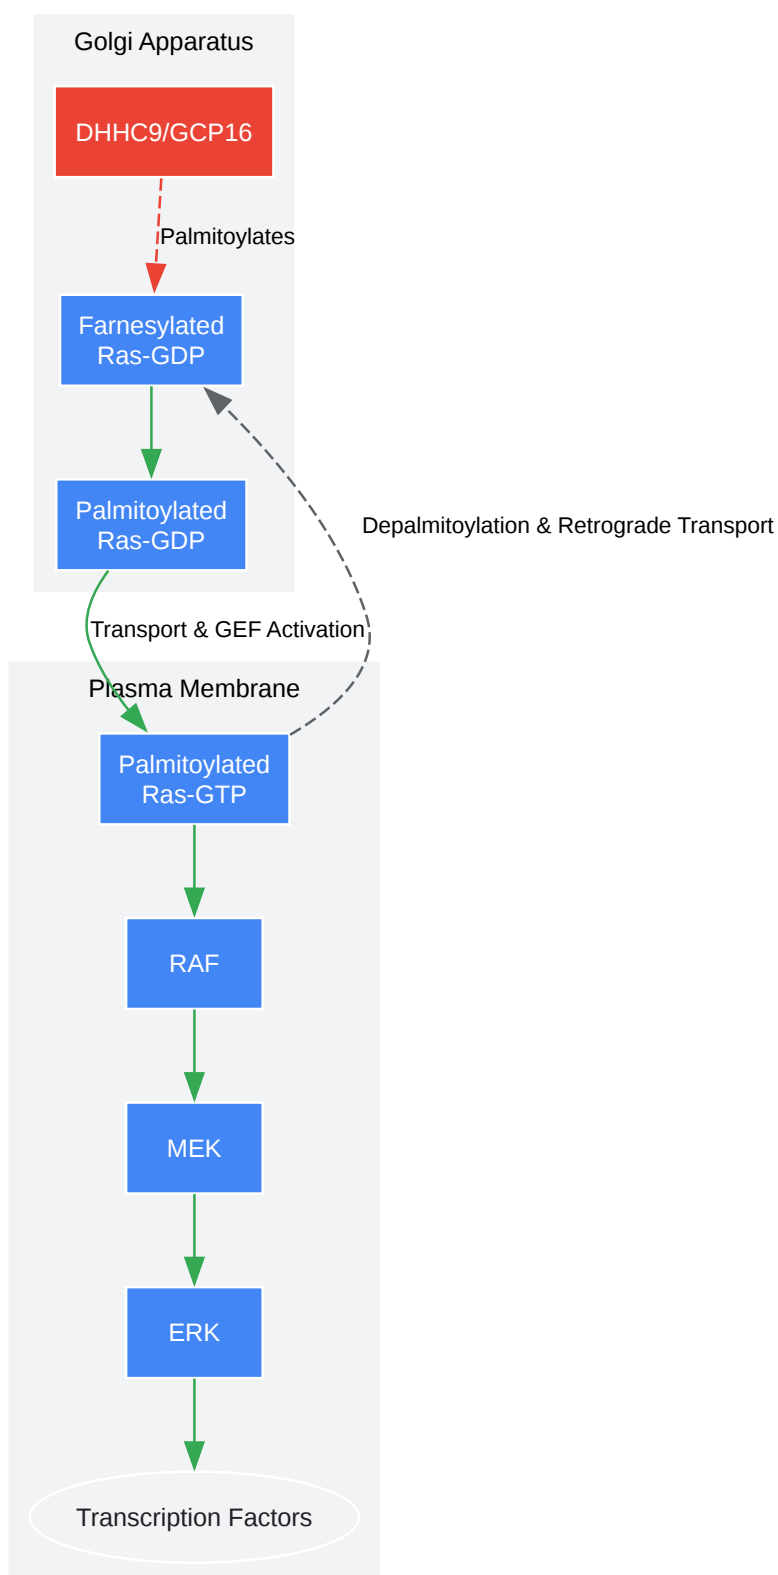 Golgi Apparatus
DHHC9/GCP16
Palmitoylates
Farnesylated
Ras-GDP
Palmitoylated
Ras-GDP
Depalmitoylation & Retrograde Transport
Transport & GEF Activation
Plasma Membrane
Palmitoylated
Ras-GTP
RAF
MEK
ERK
Transcription Factors